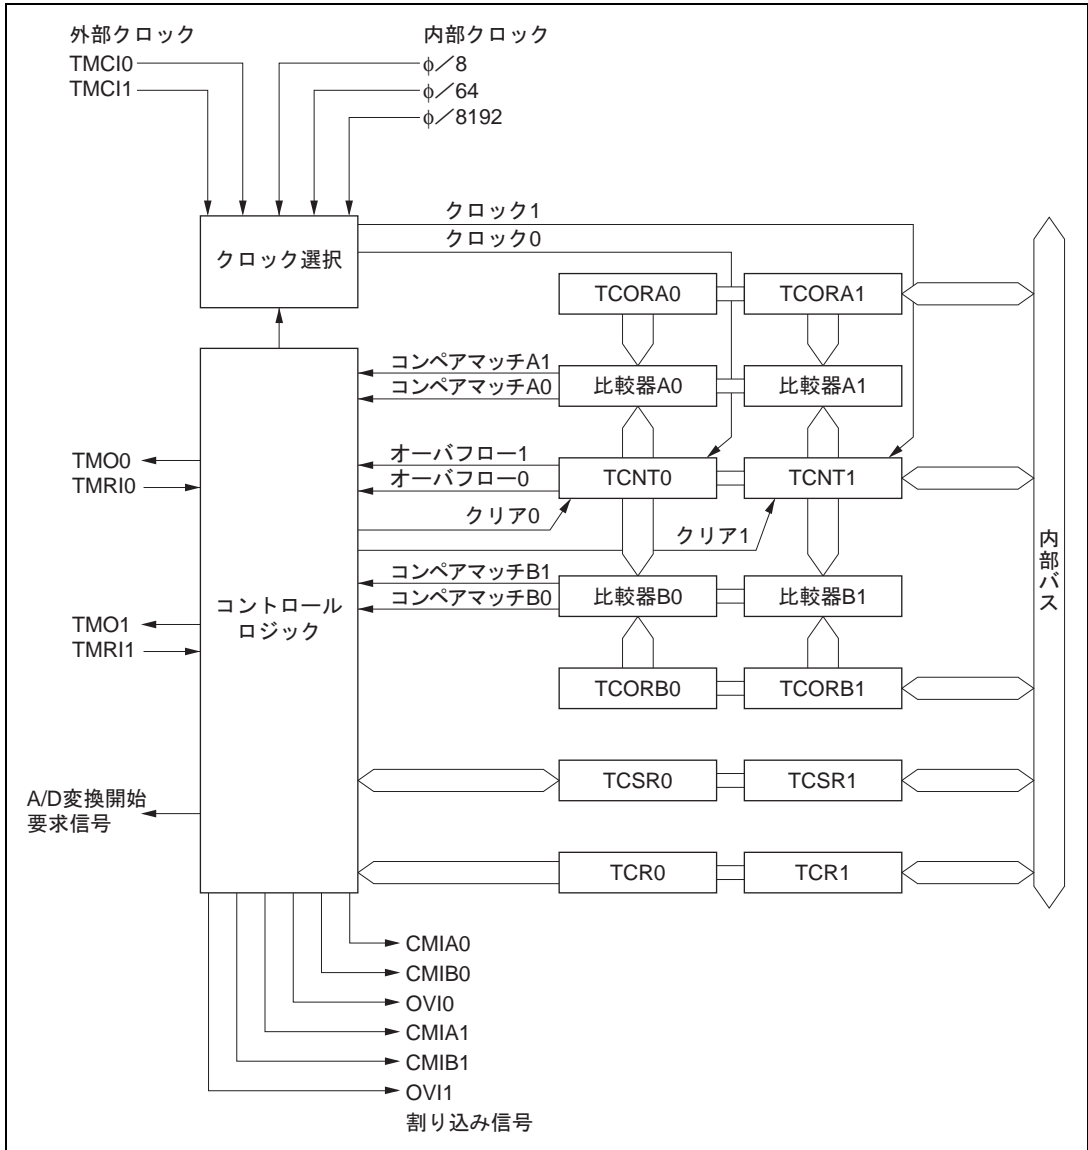 外部クロック
内部クロック
TMCI0
φ／8
TMCI1
φ／64
φ／8192
クロック1
クロック0
クロック選択
TCORA0
TCORA1
コンペアマッチA1
コンペアマッチA0
比較器A0
比較器A1
TMO0
TMRI0
オーバフロー1
オーバフロー0
TCNT0
TCNT1
クリア0
クリア1
内部バス
コンペアマッチB1
コンペアマッチB0
比較器B0
比較器B1
コントロール
ロジック
TMO1
TMRI1
TCORB0
TCORB1
TCSR0
TCSR1
A/D変換開始
要求信号
TCR0
TCR1
CMIA0
CMIB0
OVI0
CMIA1
CMIB1
OVI1
割り込み信号